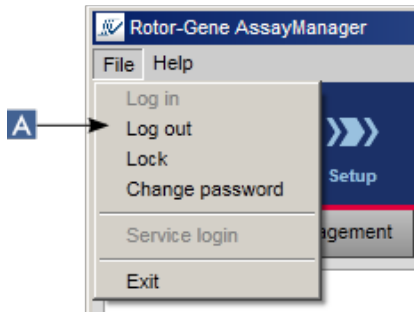 Rotor-Gene AssayManager
File Help
Log in
A
Log out
Lock
Change password
Setup
Service login
agement
Exit